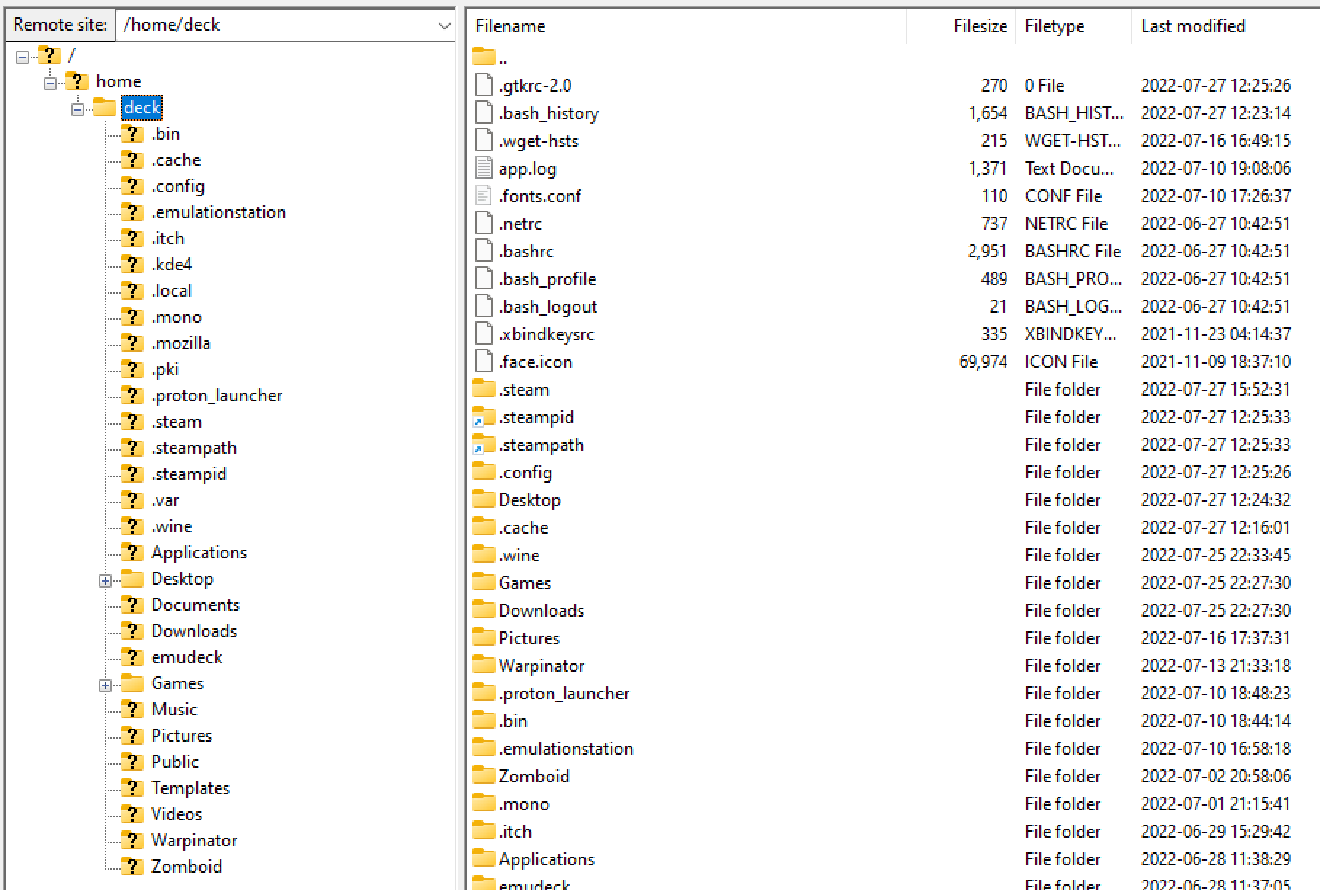 Remote site: /home/deck
/
home
deck
.bin
.cache
.config
.emulationstation
.itch
.kde4
.local
.mono
.mozilla
.pki
.proton_launcher
.steam
.steampath
.steampid
.var
.wine
Applications
Desktop
Documents
Downloads
emudeck
Games
Music
Pictures
Public
Templates
Videos
Warpinator
Zomboid
Filename Filesize Filetype Last modified
..
.gtkrc-2.0 270 0 File 2022-07-27 12:25:26
.bash_history 1,654 BASH_HIST... 2022-07-27 12:23:14
.wget-hsts 215 WGET-HST... 2022-07-16 16:49:15
app.log 1,371 Text Docu... 2022-07-10 19:08:06
.fonts.conf 110 CONF File 2022-07-10 17:26:37
.netrc 737 NETRC File 2022-06-27 10:42:51
.bashrc 2,951 BASHRC File 2022-06-27 10:42:51
.bash_profile 489 BASH_PRO... 2022-06-27 10:42:51
.bash_logout 21 BASH_LOG... 2022-06-27 10:42:51
.xbindkeysrc 335 XBINDKEY... 2021-11-23 04:14:37
.face.icon 69,974 ICON File 2021-11-09 18:37:10
.steam File folder 2022-07-27 15:52:31
.steampid File folder 2022-07-27 12:25:33
.steampath File folder 2022-07-27 12:25:33
.config File folder 2022-07-27 12:25:26
Desktop File folder 2022-07-27 12:24:32
.cache File folder 2022-07-27 12:16:01
.wine File folder 2022-07-25 22:33:45
Games File folder 2022-07-25 22:27:30
Downloads File folder 2022-07-25 22:27:30
Pictures File folder 2022-07-16 17:37:31
Warpinator File folder 2022-07-13 21:33:18
.proton_launcher File folder 2022-07-10 18:48:23
.bin File folder 2022-07-10 18:44:14
.emulationstation File folder 2022-07-10 16:58:18
Zomboid File folder 2022-07-02 20:58:06
.mono File folder 2022-07-01 21:15:41
.itch File folder 2022-06-29 15:29:42
Applications File folder 2022-06-28 11:38:29
emudeck File folder 2022-06-28 11:37:05